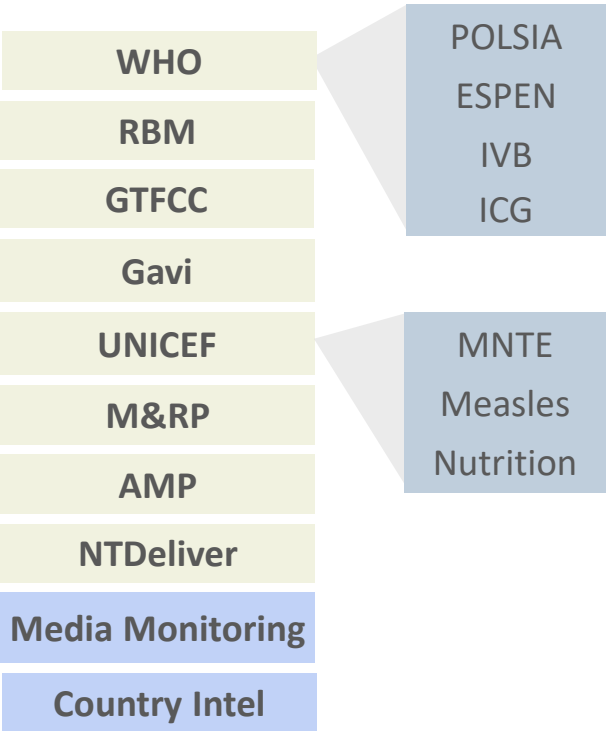 WHO
RBM
GTFCC
Gavi
UNICEF
M&RP
AMP
NTDeliver
Media Monitoring
Country Intel
POLSIA
ESPEN
IVB
ICG
MNTE
Measles
Nutrition